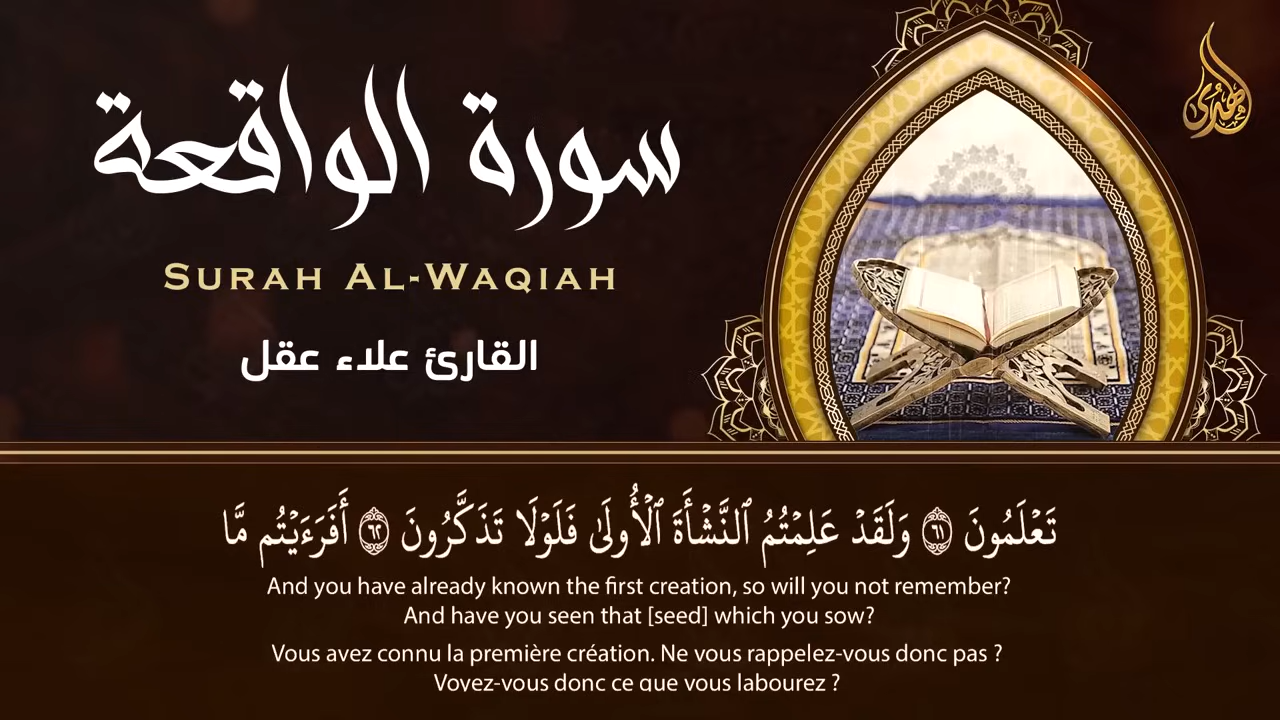 سورة الواقعة
الهدى
SURAH AL-WAQIAH
القارئ علاء عقل
تَعْلَمُونَ ﴿٦١﴾ وَلَقَدْ عَلِمْتُمُ ٱلنَّشْأَةَ ٱلْأُولَىٰ فَلَوْلَا تَذَكَّرُونَ ﴿٦٢﴾ أَفَرَءَيْتُم مَّا
And you have already known the first creation, so will you not remember?
And have you seen that [seed] which you sow?
Vous avez connu la première création. Ne vous rappelez-vous donc pas ?
Voyez-vous donc ce que vous labourez ?